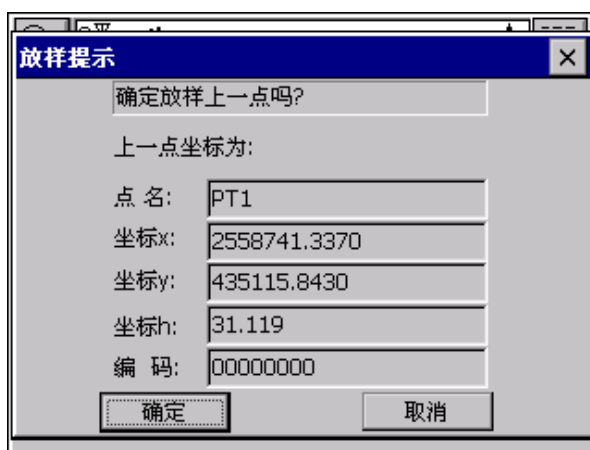 放样提示
确定放样上一点吗?
上一点坐标为:
点 名: PT1
坐标x: 2558741.3370
坐标y: 435115.8430
坐标h: 31.119
编 码: 00000000
确定 取消